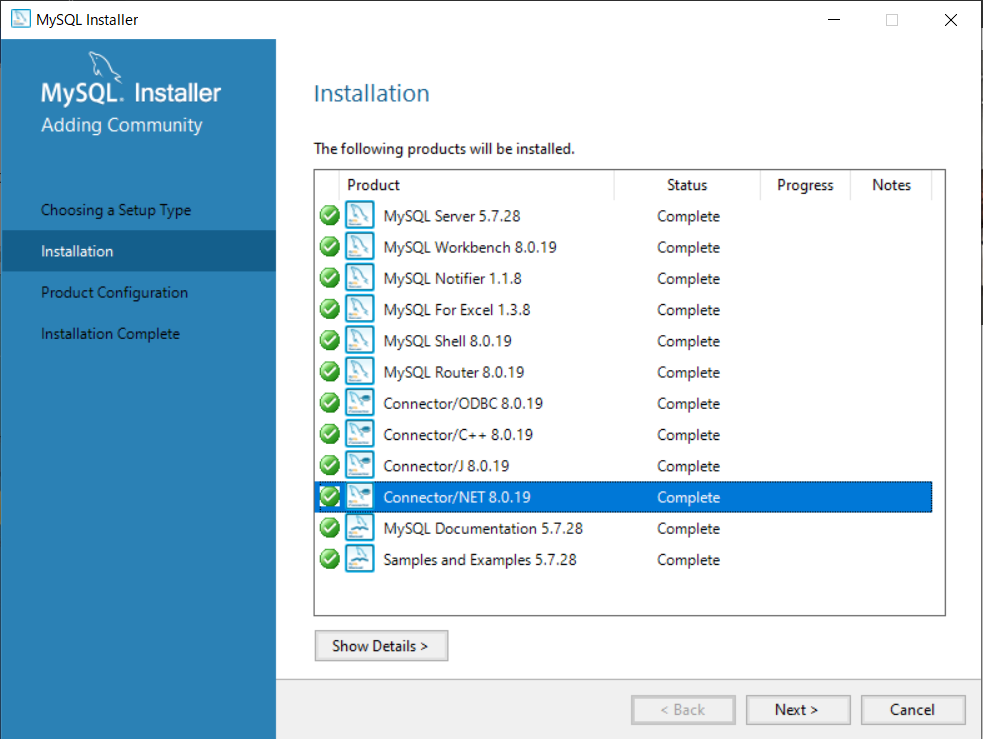 MySQL Installer
MySQL. Installer
Adding Community
Choosing a Setup Type
Installation
Product Configuration
Installation Complete
Installation
The following products will be installed.
Product Status Progress Notes
MySQL Server 5.7.28 Complete
MySQL Workbench 8.0.19 Complete
MySQL Notifier 1.1.8 Complete
MySQL For Excel 1.3.8 Complete
MySQL Shell 8.0.19 Complete
MySQL Router 8.0.19 Complete
Connector/ODBC 8.0.19 Complete
Connector/C++ 8.0.19 Complete
Connector/J 8.0.19 Complete
Connector/NET 8.0.19 Complete
MySQL Documentation 5.7.28 Complete
Samples and Examples 5.7.28 Complete
Show Details >
< Back Next > Cancel